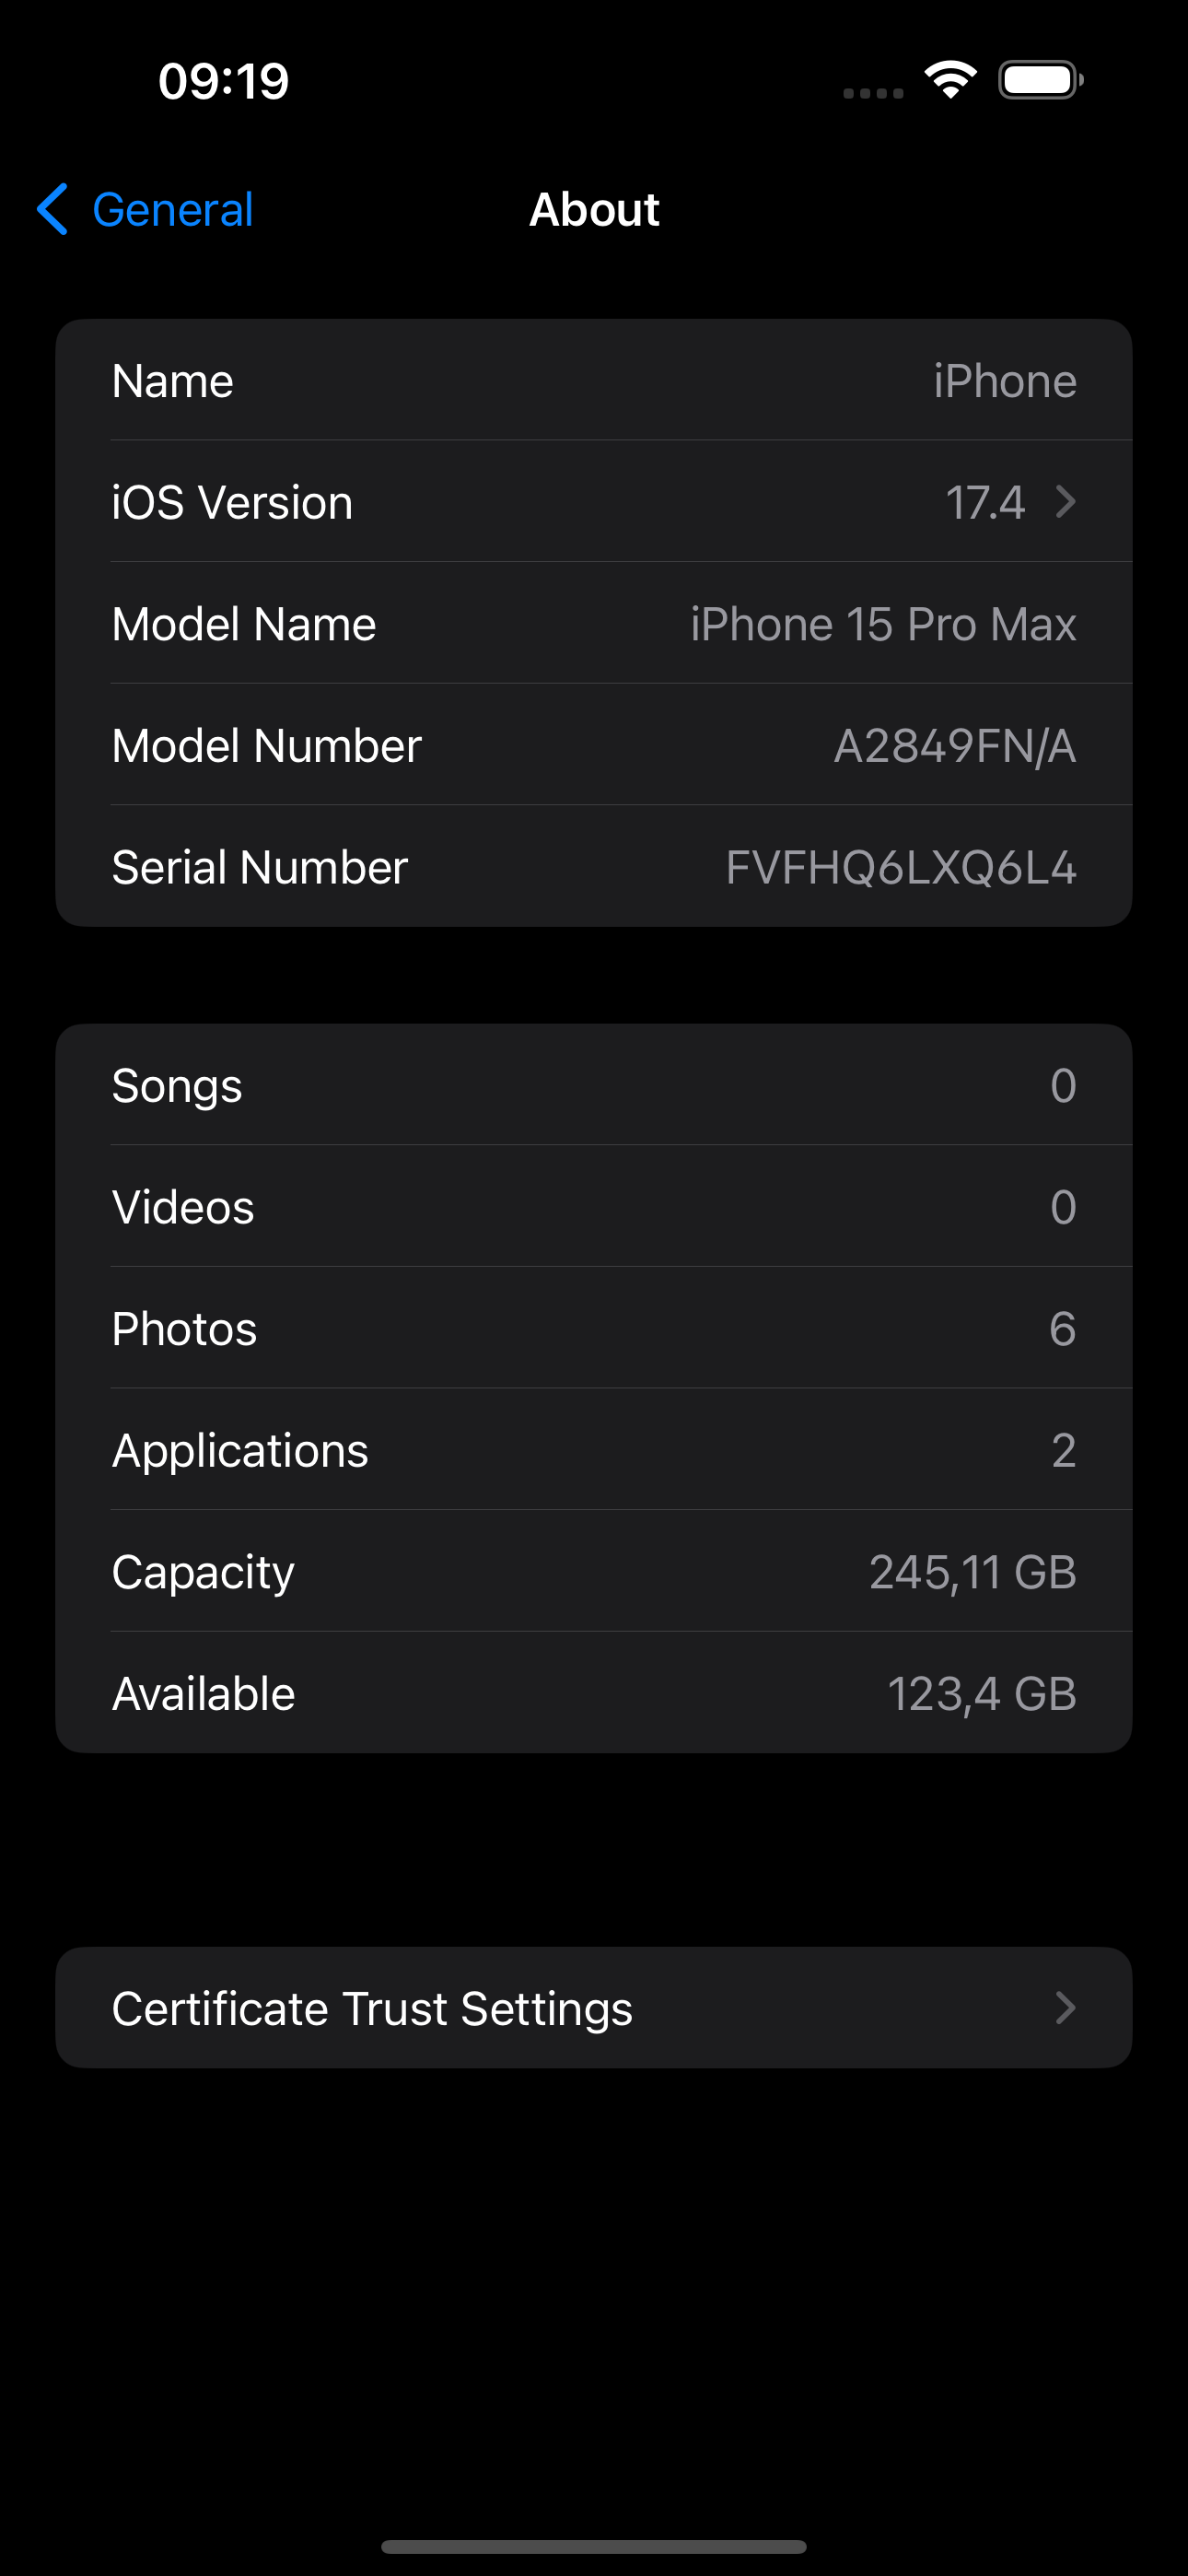 09:19
General
About
Name iPhone
iOS Version 17.4
Model Name iPhone 15 Pro Max
Model Number A2849FN/A
Serial Number FVFHQ6LXQ6L4
Songs 0
Videos 0
Photos 6
Applications 2
Capacity 245,11 GB
Available 123,4 GB
Certificate Trust Settings